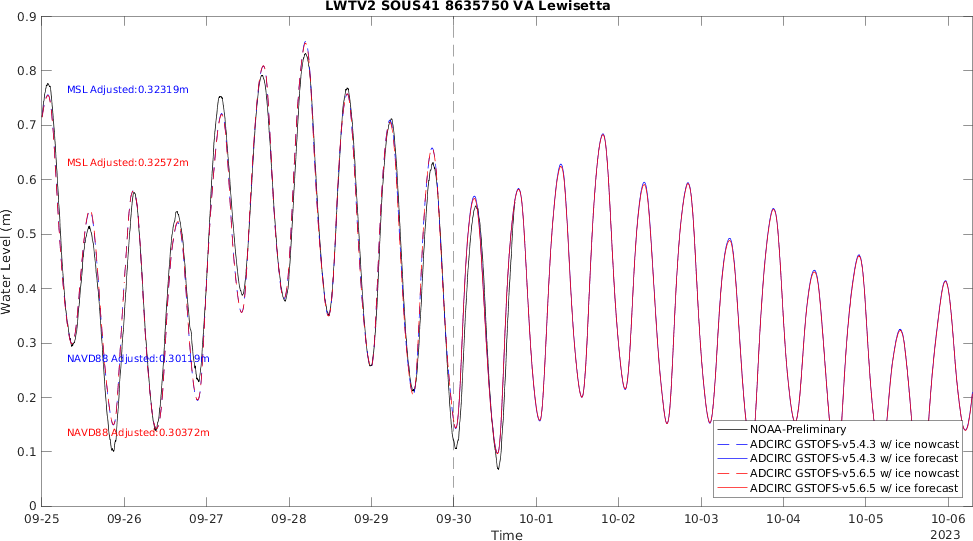 LWTV2 SOUS41 8635750 VA Lewisetta
0.9
0.8
0.7
0.6
0.5
0.4
0.3
0.2
0.1
0
Water Level (m)
MSL Adjusted:0.32319m
MSL Adjusted:0.32572m
NAVD88 Adjusted:0.30119m
NAVD88 Adjusted:0.30372m
NOAA-Preliminary
ADCIRC GSTOFS-v5.4.3 w/ ice nowcast
ADCIRC GSTOFS-v5.4.3 w/ ice forecast
ADCIRC GSTOFS-v5.6.5 w/ ice nowcast
ADCIRC GSTOFS-v5.6.5 w/ ice forecast
09-25 09-26 09-27 09-28 09-29 09-30 10-01 10-02 10-03 10-04 10-05 10-06
2023
Time